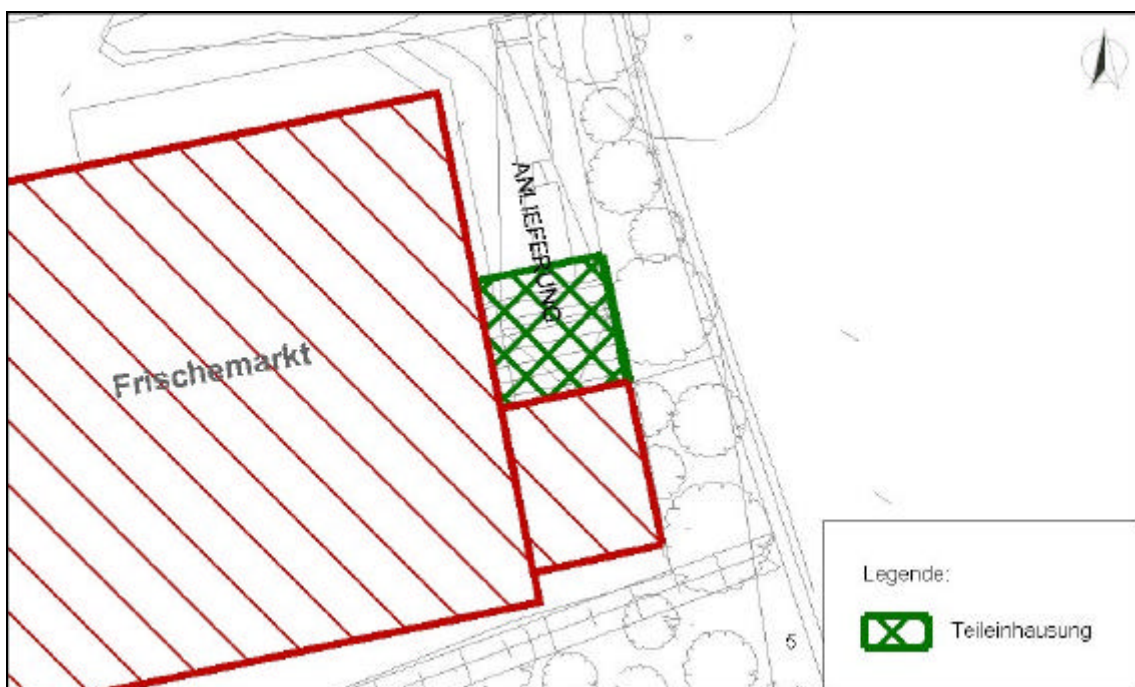 ANLIEFERUNG
Frischemarkt
5
Legende:
Teileinhausung